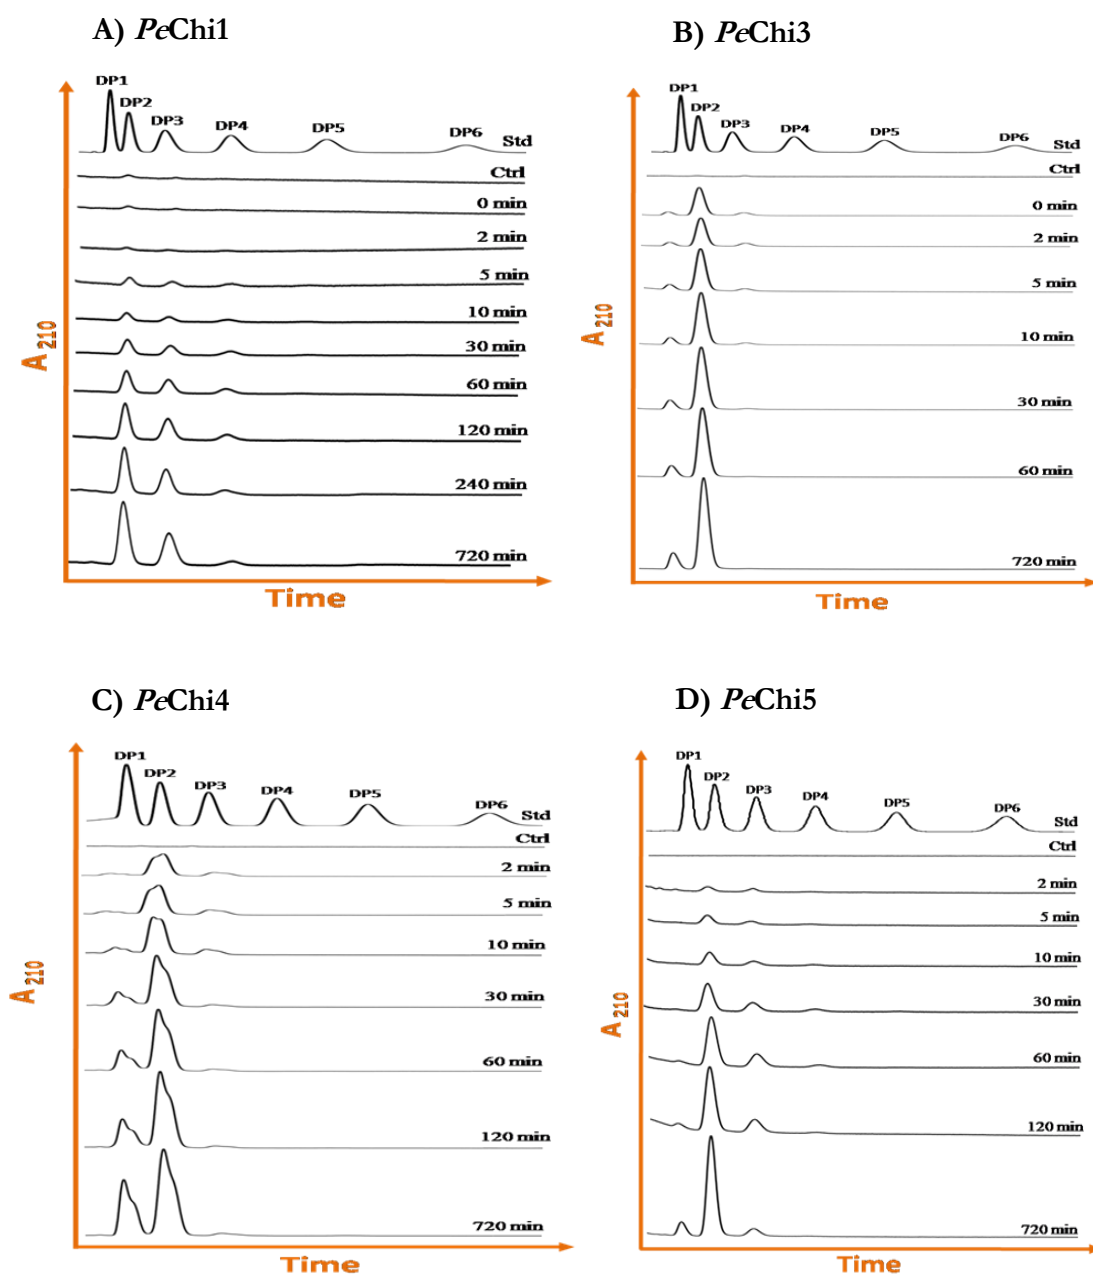 A) PeChi1
DP1
DP2
DP3
DP4
DP5
DP6
Std
Ctrl
0 min
2 min
5 min
10 min
30 min
60 min
120 min
240 min
720 min
A 210
Time
B) PeChi3
DP1
DP2
DP3
DP4
DP5
DP6
Std
Ctrl
0 min
2 min
5 min
10 min
30 min
60 min
720 min
A 210
Time
C) PeChi4
DP1
DP2
DP3
DP4
DP5
DP6
Std
Ctrl
2 min
5 min
10 min
30 min
60 min
120 min
720 min
A 210
Time
D) PeChi5
DP1
DP2
DP3
DP4
DP5
DP6
Std
Ctrl
2 min
5 min
10 min
30 min
60 min
120 min
720 min
A 210
Time